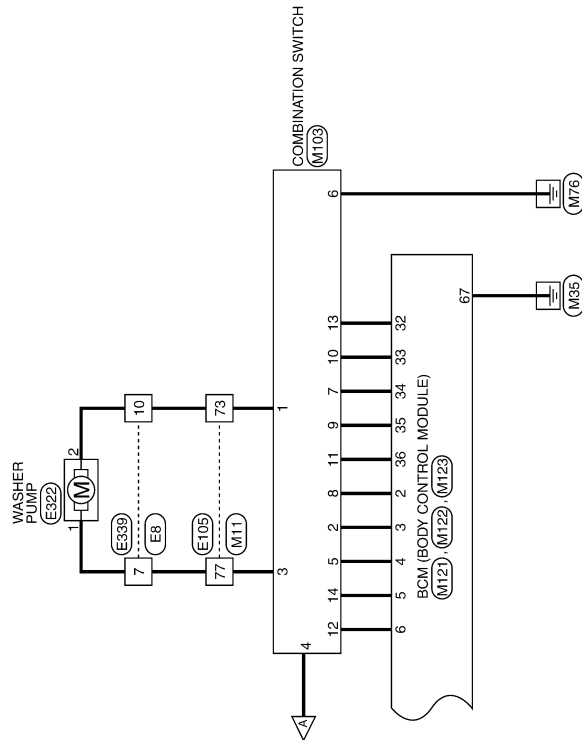 WASHER
PUMP
E322
1
M
2
E339
E8
7
10
E105
M11
77
73
3
1
COMBINATION SWITCH
M103
A
4
6
12
14
5
2
8
11
9
7
10
13
6
5
4
3
2
36
35
34
33
32
BCM (BODY CONTROL MODULE)
M121 , M122 , M123
67
M35
M76